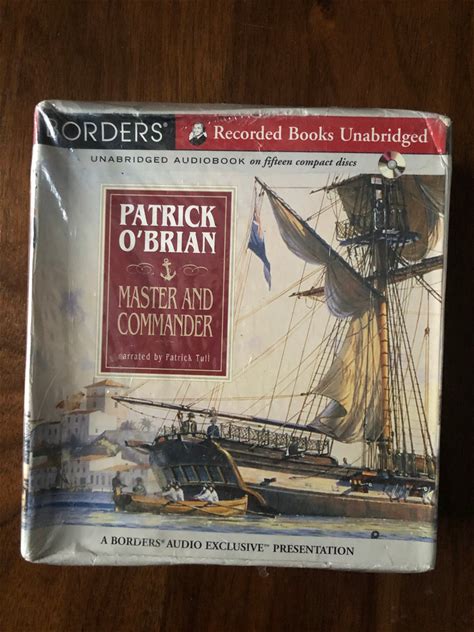 BORDERS®
Recorded Books Unabridged
UNABRIDGED AUDIOBOOK on fifteen compact discs
PATRICK
O'BRIAN
MASTER AND
COMMANDER
narrated by Patrick Tull
A BORDERS® AUDIO EXCLUSIVE™ PRESENTATION